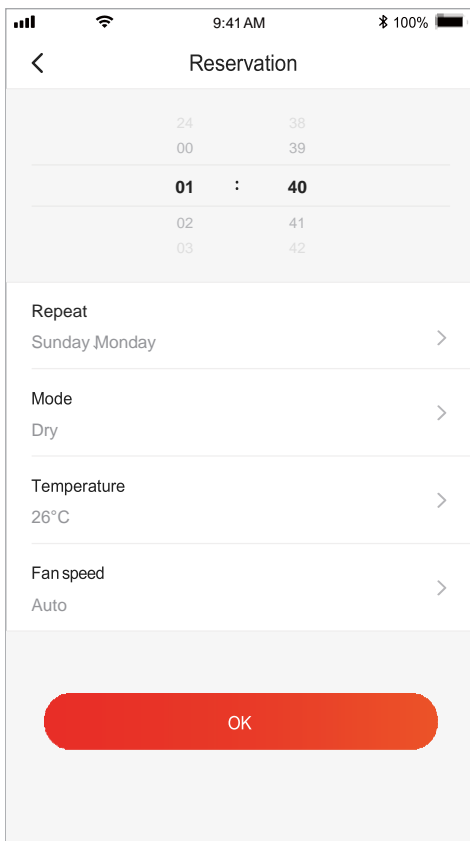 9:41 AM 100%
Reservation
24 38
00 39
01 : 40
02 41
03 42
Repeat
Sunday,Monday
Mode
Dry
Temperature
26°C
Fan speed
Auto
OK